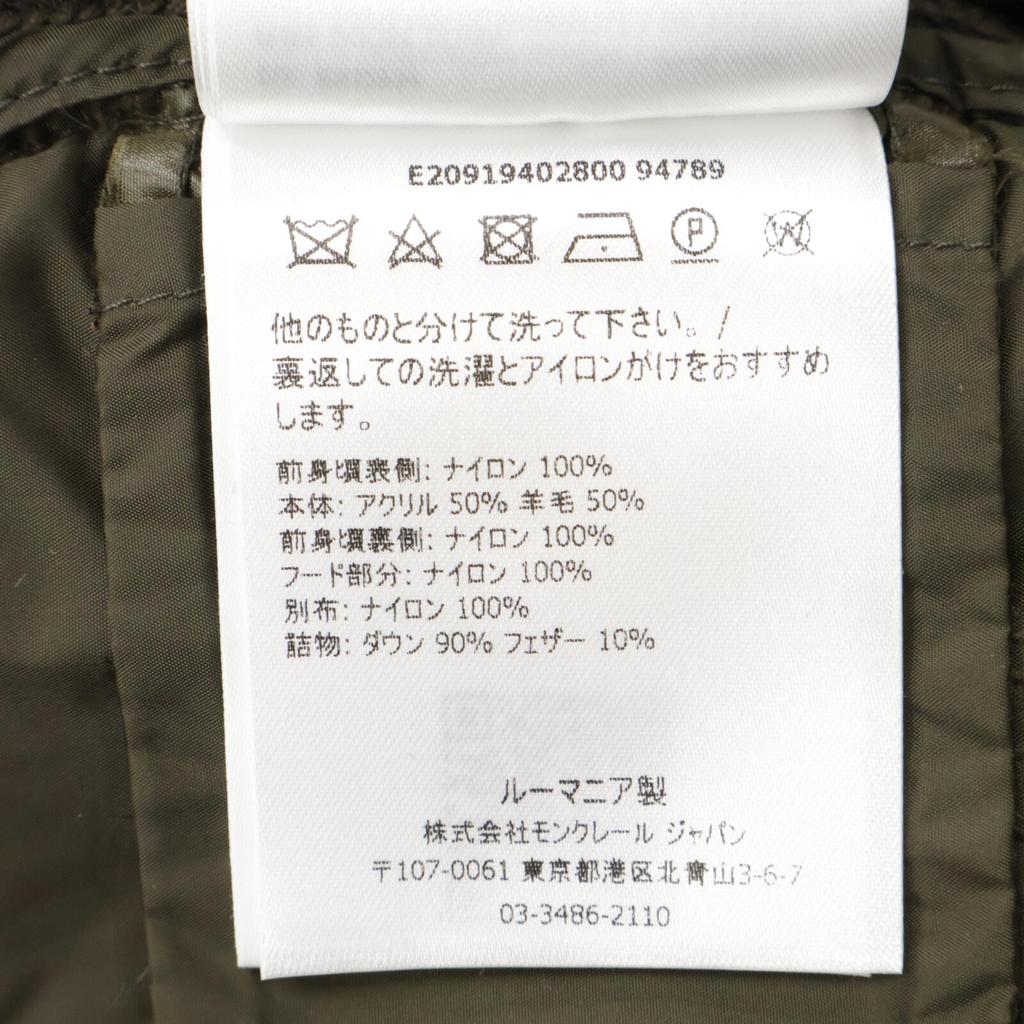 E20919402800 94789
P
W
他のものと分けて洗って下さい。/
裏返しての洗濯とアイロンがけをおすすめ
します。
前身頃表側: ナイロン 100%
本体: アクリル 50% 羊毛 50%
前身頃裏側: ナイロン 100%
フード部分: ナイロン 100%
別布: ナイロン 100%
詰物: ダウン 90% フェザー 10%
ルーマニア製
株式会社モンクレール ジャパン
〒107-0061 東京都港区北青山3-6-7
03-3486-2110